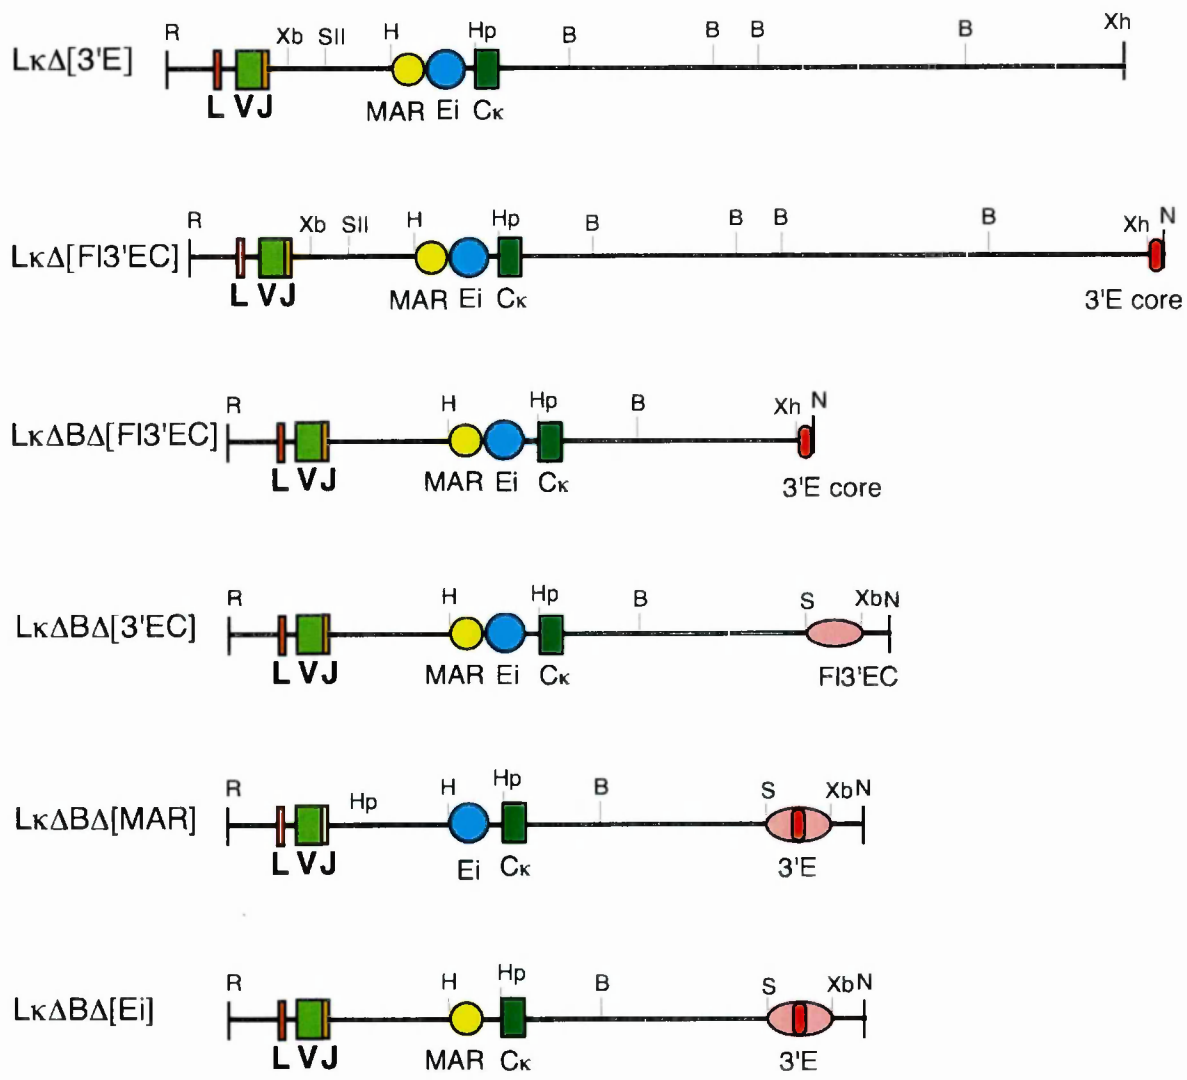 R Xb SII H Hp B B B B Xh
LκΔ[3'E]
L VJ MAR Ei Cκ
R Xb SII H Hp B B B B Xh N
LκΔ[Fl3'EC]
L VJ MAR Ei Cκ 3'E core
R H Hp B Xh N
LκΔBΔ[Fl3'EC]
L VJ MAR Ei Cκ 3'E core
R H Hp B S XbN
LκΔBΔ[3'EC]
L VJ MAR Ei Cκ Fl3'EC
R Hp H Hp B S XbN
LκΔBΔ[MAR]
L VJ Ei Cκ 3'E
R H Hp B S XbN
LκΔBΔ[Ei]
L VJ MAR Cκ 3'E